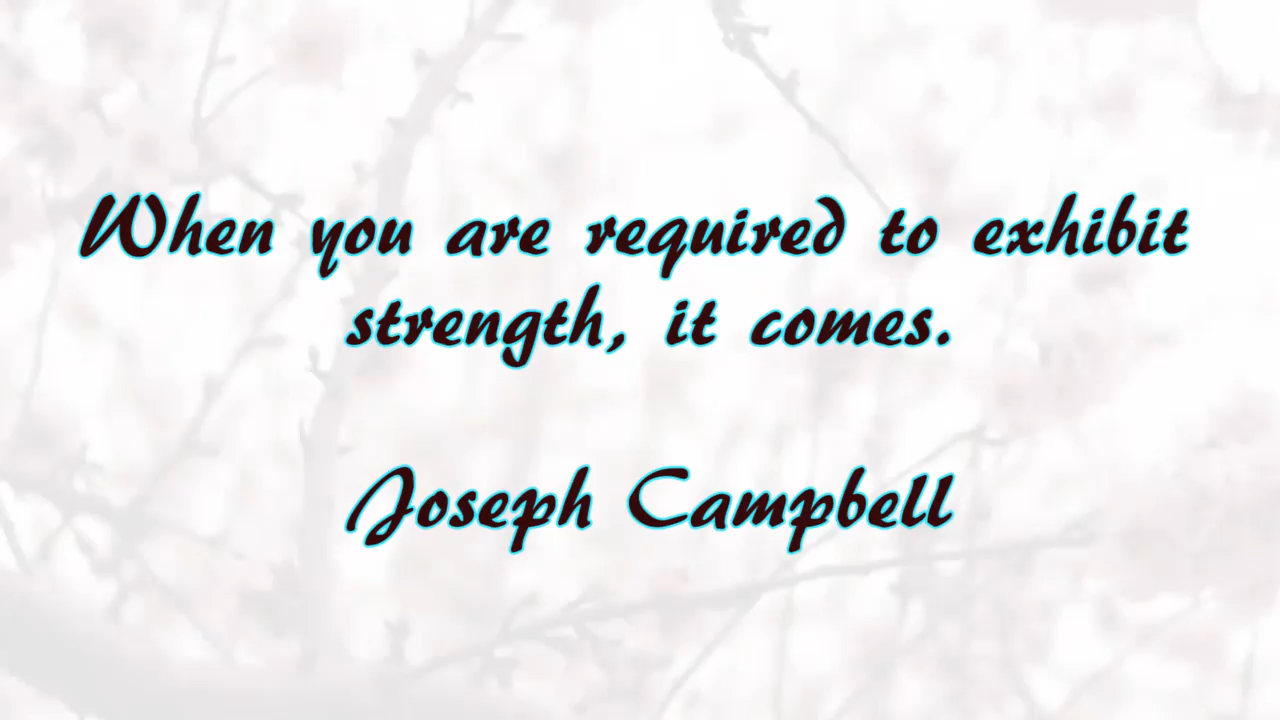 When you are required to exhibit
strength, it comes.
Joseph Campbell